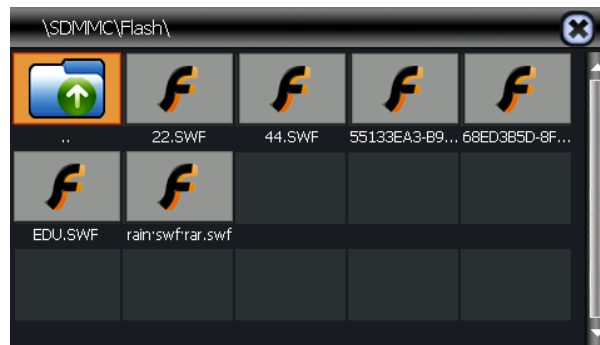 \SDMMC\Flash\
..
22.SWF
44.SWF
55133EA3-B9...
68ED3B5D-8F...
EDU.SWF
rain·swf·rar.swf